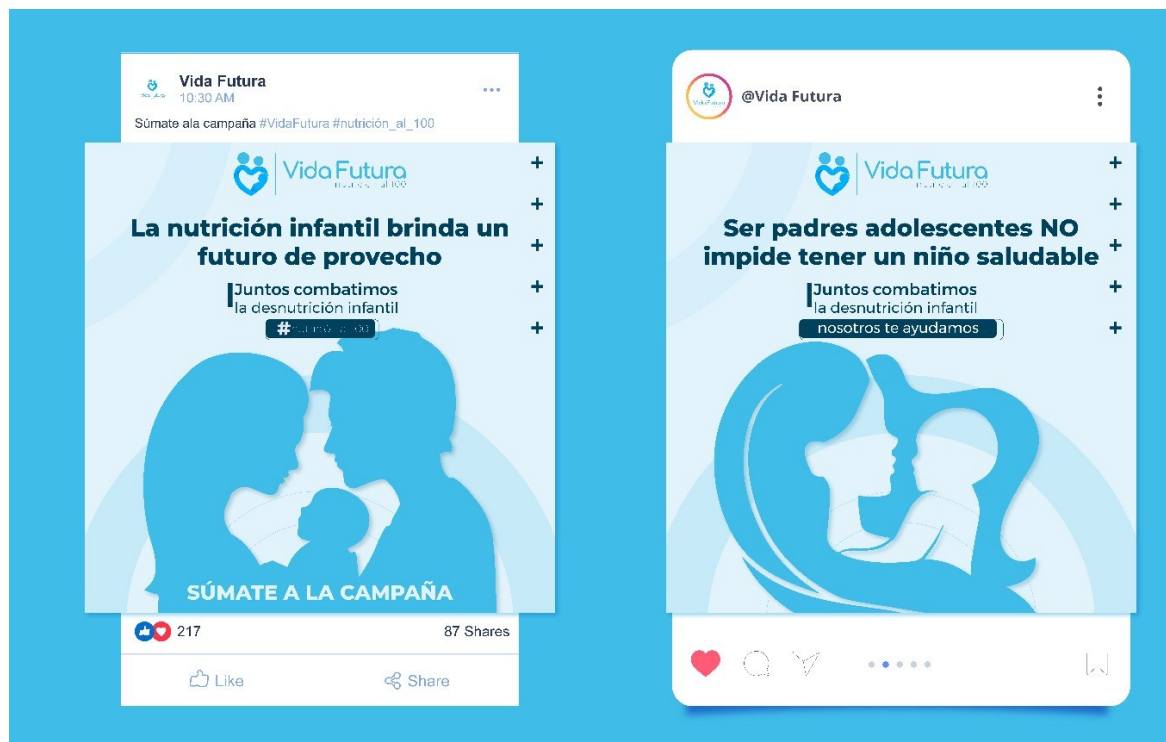 Vida Futura
10:30 AM
Súmate ala campaña #VidaFutura #nutrición_al_100
Vida Futura
La nutrición infantil brinda un
futuro de provecho
Juntos combatimos
la desnutrición infantil
SÚMATE A LA CAMPAÑA
217
87 Shares
Like
Share
@Vida Futura
Vida Futura
Ser padres adolescentes NO
impide tener un niño saludable
Juntos combatimos
la desnutrición infantil
nosotros te ayudamos